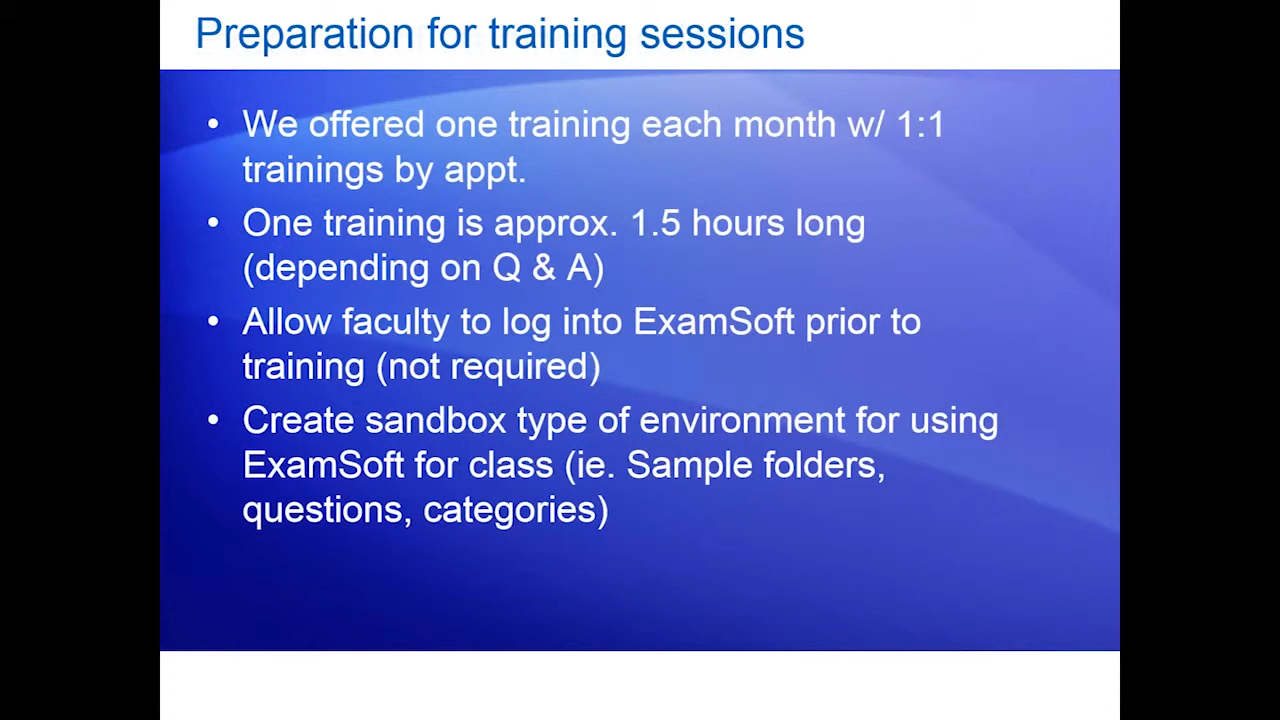 Preparation for training sessions
• We offered one training each month w/ 1:1
trainings by appt.
• One training is approx. 1.5 hours long
(depending on Q & A)
• Allow faculty to log into ExamSoft prior to
training (not required)
• Create sandbox type of environment for using
ExamSoft for class (ie. Sample folders,
questions, categories)